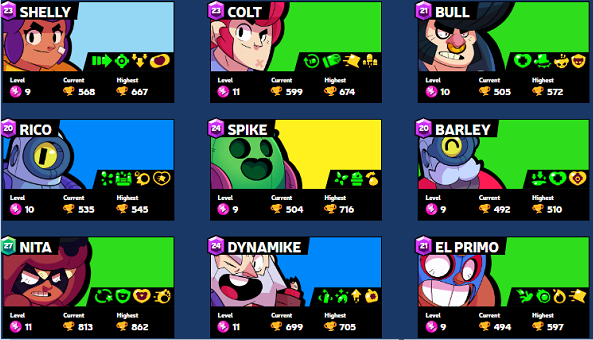 23 SHELLY
Level Current Highest
9 568 667
23 COLT
Level Current Highest
11 599 674
21 BULL
Level Current Highest
10 505 572
20 RICO
Level Current Highest
10 535 545
24 SPIKE
Level Current Highest
9 504 716
20 BARLEY
Level Current Highest
9 492 510
27 NITA
Level Current Highest
11 813 862
24 DYNAMIKE
Level Current Highest
11 699 705
21 EL PRIMO
Level Current Highest
9 494 597